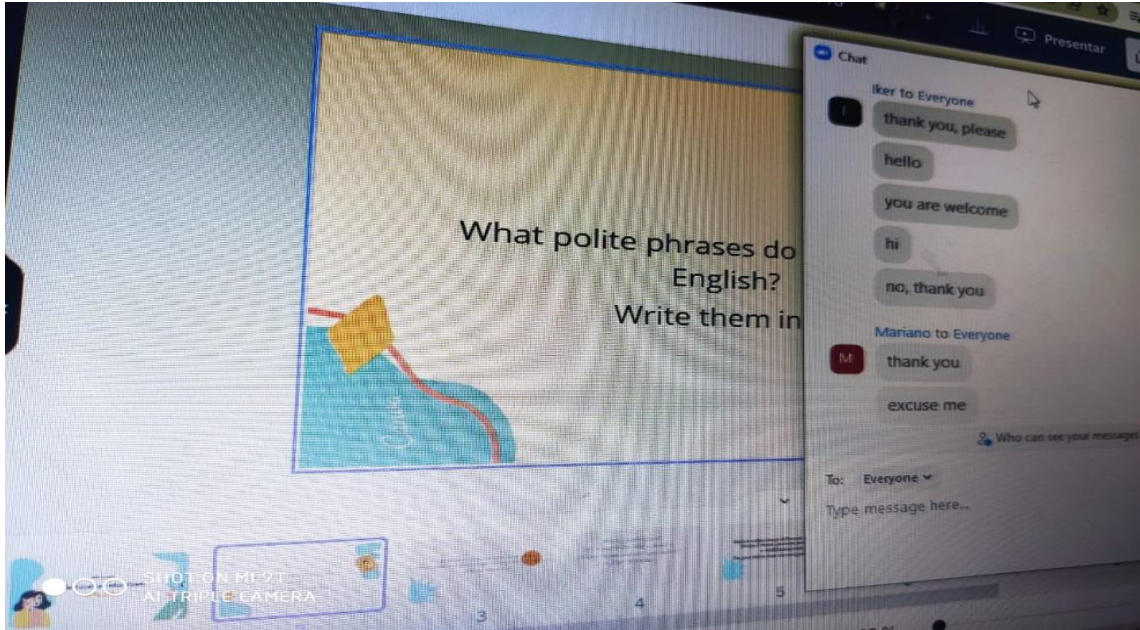 Presentar
Chat
Iker to Everyone
I
thank you, please
hello
you are welcome
hi
no, thank you
Mariano to Everyone
M
thank you
excuse me
Who can see your messages
To: Everyone
Type message here...
What polite phrases do
English?
Write them in
Canva
3
4
5
SHOT ON MI 9T
AI TRIPLE CAMERA